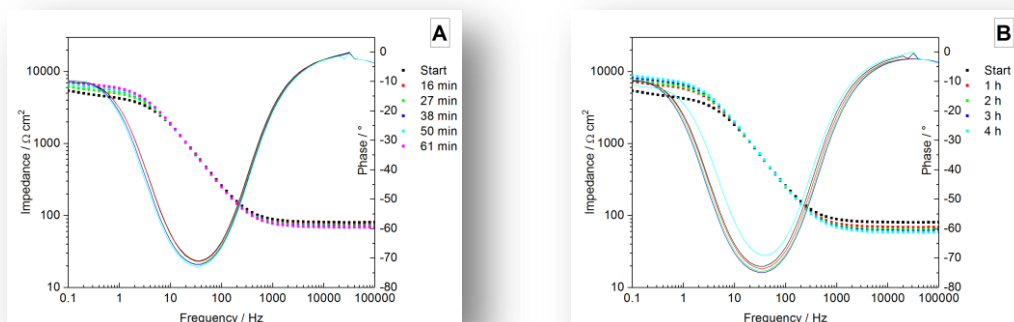 A
Impedance / Ω cm2
10000
1000
100
10
0
-10
-20
-30
-40
-50
-60
-70
-80
Phase / °
Start
16 min
27 min
38 min
50 min
61 min
0.1
1
10
100
1000
10000
100000
Frequency / Hz
B
Impedance / Ω cm2
10000
1000
100
10
0
-10
-20
-30
-40
-50
-60
-70
-80
Phase / °
Start
1 h
2 h
3 h
4 h
0.1
1
10
100
1000
10000
100000
Frequency / Hz